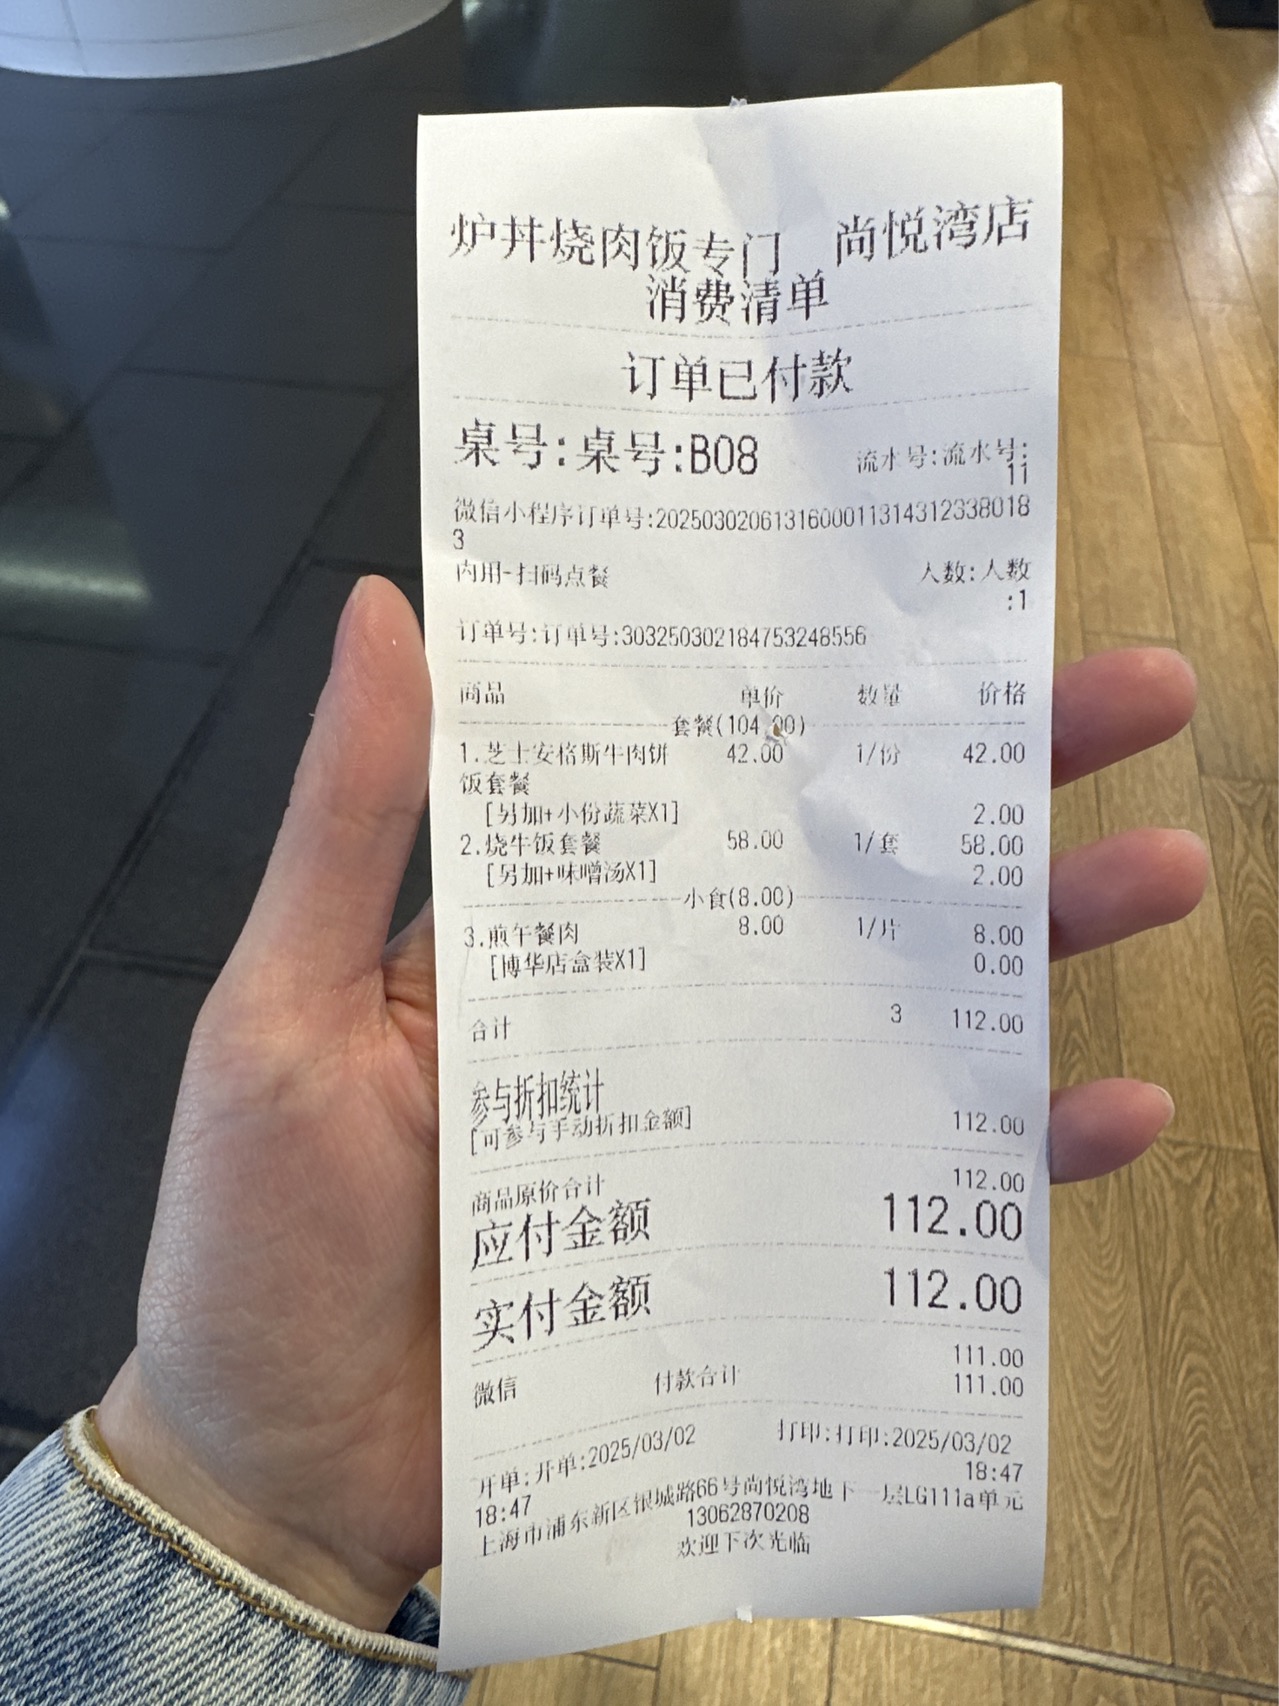 炉丼烧肉饭专门 尚悦湾店
消费清单
订单已付款
桌号:桌号:B08 流水号:流水号:
11
微信小程序订单号:2025030206131600011314312338018
3
内用-扫码点餐 人数:人数
:1
订单号:订单号:303250302184753248556
商品 单价 数量 价格
套餐(104.00)
1.芝士安格斯牛肉饼 42.00 1/份 42.00
饭套餐
[另加+小份蔬菜X1] 2.00
2.烧牛饭套餐 58.00 1/套 58.00
[另加+味噌汤X1] 2.00
小食(8.00)
3.煎午餐肉 8.00 1/片 8.00
[博华店盒装X1] 0.00
合计 3 112.00
参与折扣统计
[可参与手动折扣金额] 112.00
商品原价合计 112.00
应付金额 112.00
实付金额 112.00
微信 111.00
付款合计 111.00
开单:开单:2025/03/02 打印:打印:2025/03/02
18:47 18:47
上海市浦东新区银城路66号尚悦湾地下一层LG111a单元
13062870208
欢迎下次光临